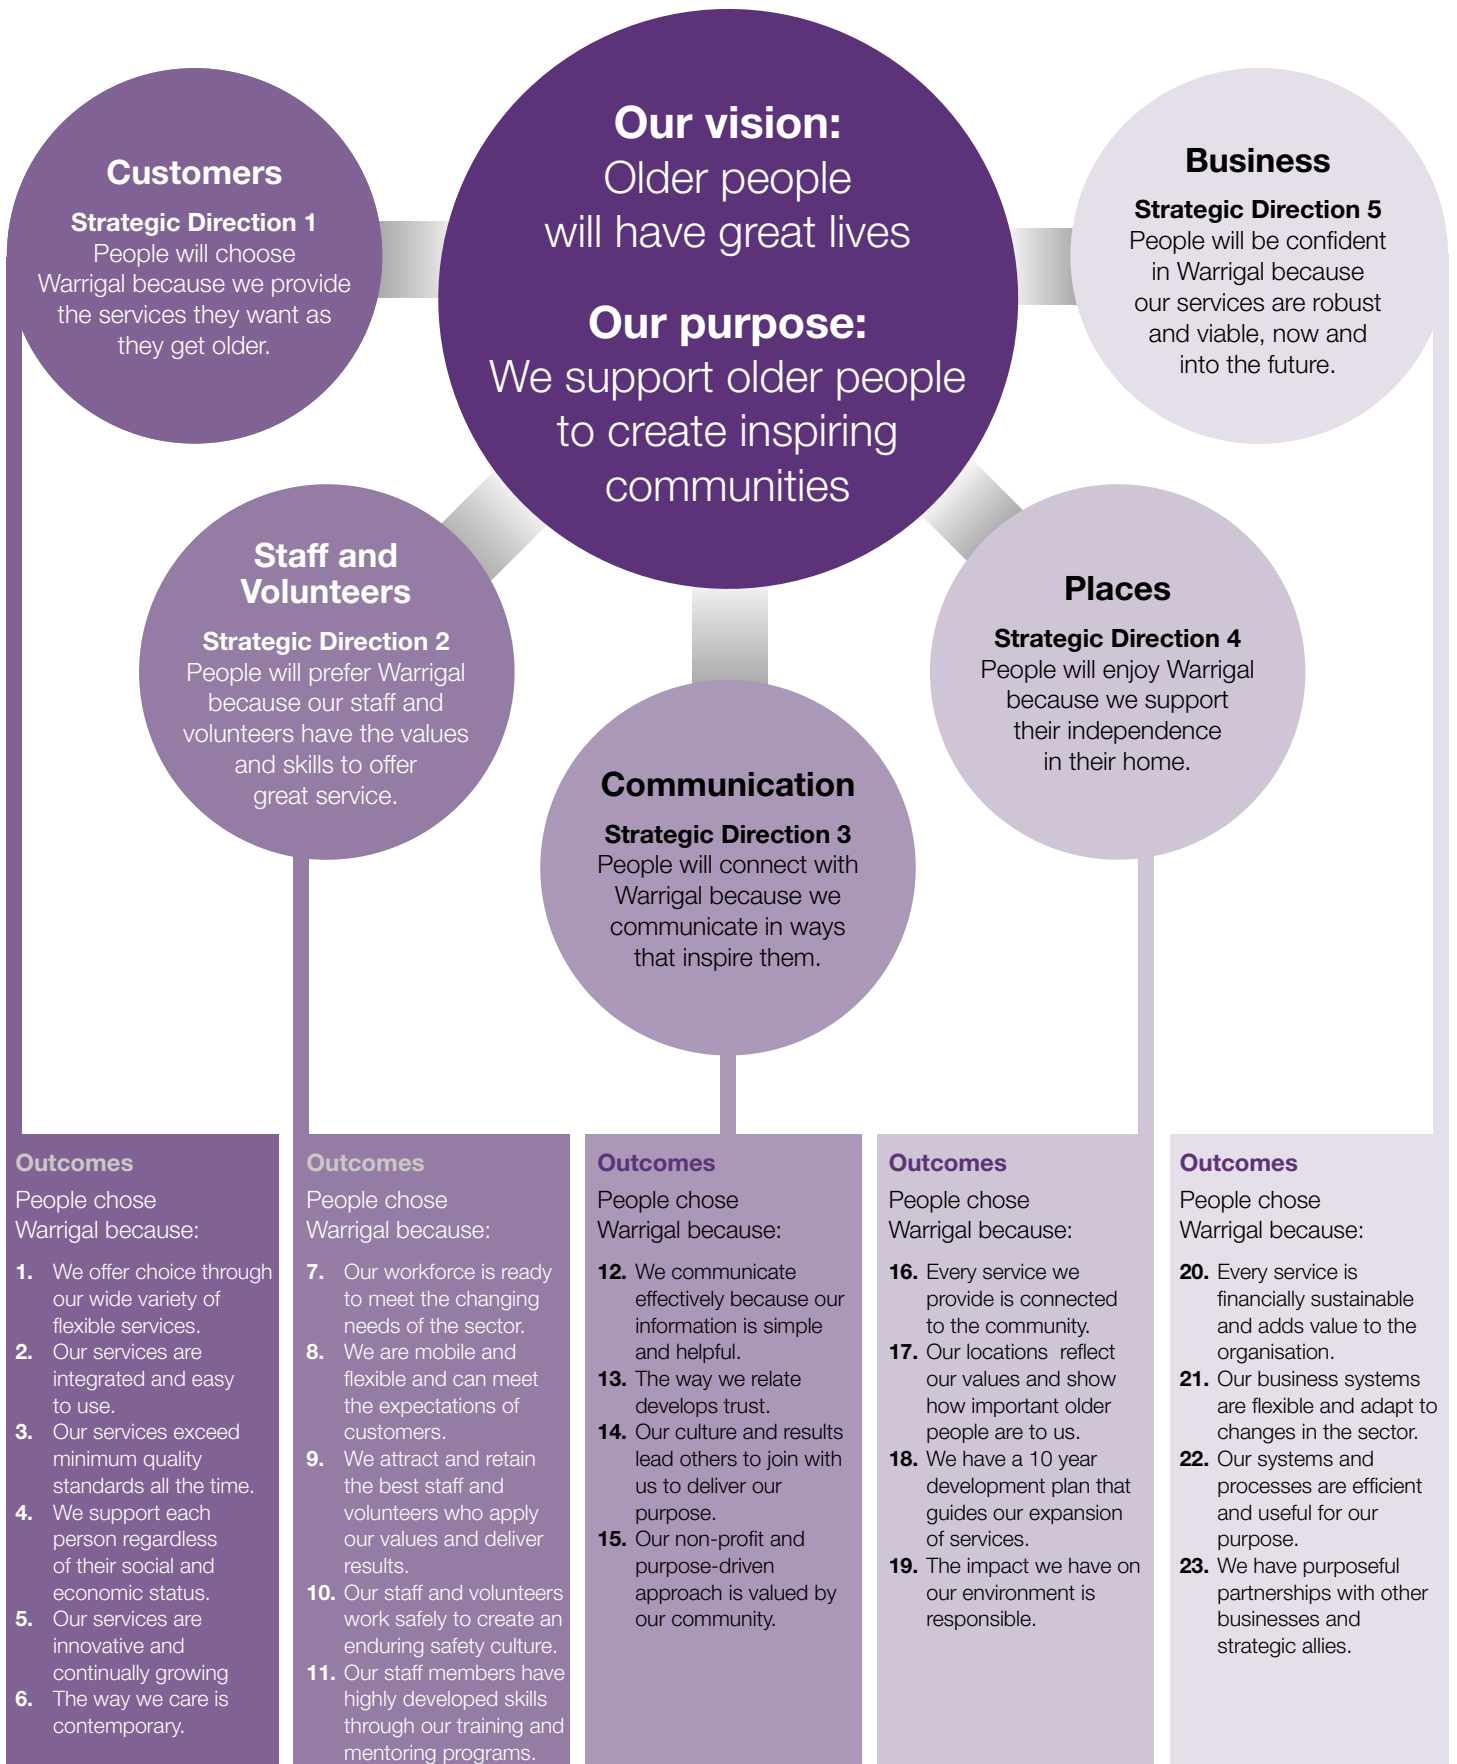 Our vision:
Older people
will have great lives
Our purpose:
We support older people
to create inspiring
communities
Customers
Strategic Direction 1
People will choose
Warrigal because we provide
the services they want as
they get older.
Staff and
Volunteers
Strategic Direction 2
People will prefer Warrigal
because our staff and
volunteers have the values
and skills to offer
great service.
Communication
Strategic Direction 3
People will connect with
Warrigal because we
communicate in ways
that inspire them.
Places
Strategic Direction 4
People will enjoy Warrigal
because we support
their independence
in their home.
Business
Strategic Direction 5
People will be confident
in Warrigal because
our services are robust
and viable, now and
into the future.
Outcomes
People chose
Warrigal because:
1. We offer choice through
our wide variety of
flexible services.
2. Our services are
integrated and easy
to use.
3. Our services exceed
minimum quality
standards all the time.
4. We support each
person regardless
of their social and
economic status.
5. Our services are
innovative and
continually growing
6. The way we care is
contemporary.
Outcomes
People chose
Warrigal because:
7. Our workforce is ready
to meet the changing
needs of the sector.
8. We are mobile and
flexible and can meet
the expectations of
customers.
9. We attract and retain
the best staff and
volunteers who apply
our values and deliver
results.
10. Our staff and volunteers
work safely to create an
enduring safety culture.
11. Our staff members have
highly developed skills
through our training and
mentoring programs.
Outcomes
People chose
Warrigal because:
12. We communicate
effectively because our
information is simple
and helpful.
13. The way we relate
develops trust.
14. Our culture and results
lead others to join with
us to deliver our
purpose.
15. Our non-profit and
purpose-driven
approach is valued by
our community.
Outcomes
People chose
Warrigal because:
16. Every service we
provide is connected
to the community.
17. Our locations reflect
our values and show
how important older
people are to us.
18. We have a 10 year
development plan that
guides our expansion
of services.
19. The impact we have on
our environment is
responsible.
Outcomes
People chose
Warrigal because:
20. Every service is
financially sustainable
and adds value to the
organisation.
21. Our business systems
are flexible and adapt to
changes in the sector.
22. Our systems and
processes are efficient
and useful for our
purpose.
23. We have purposeful
partnerships with other
businesses and
strategic allies.